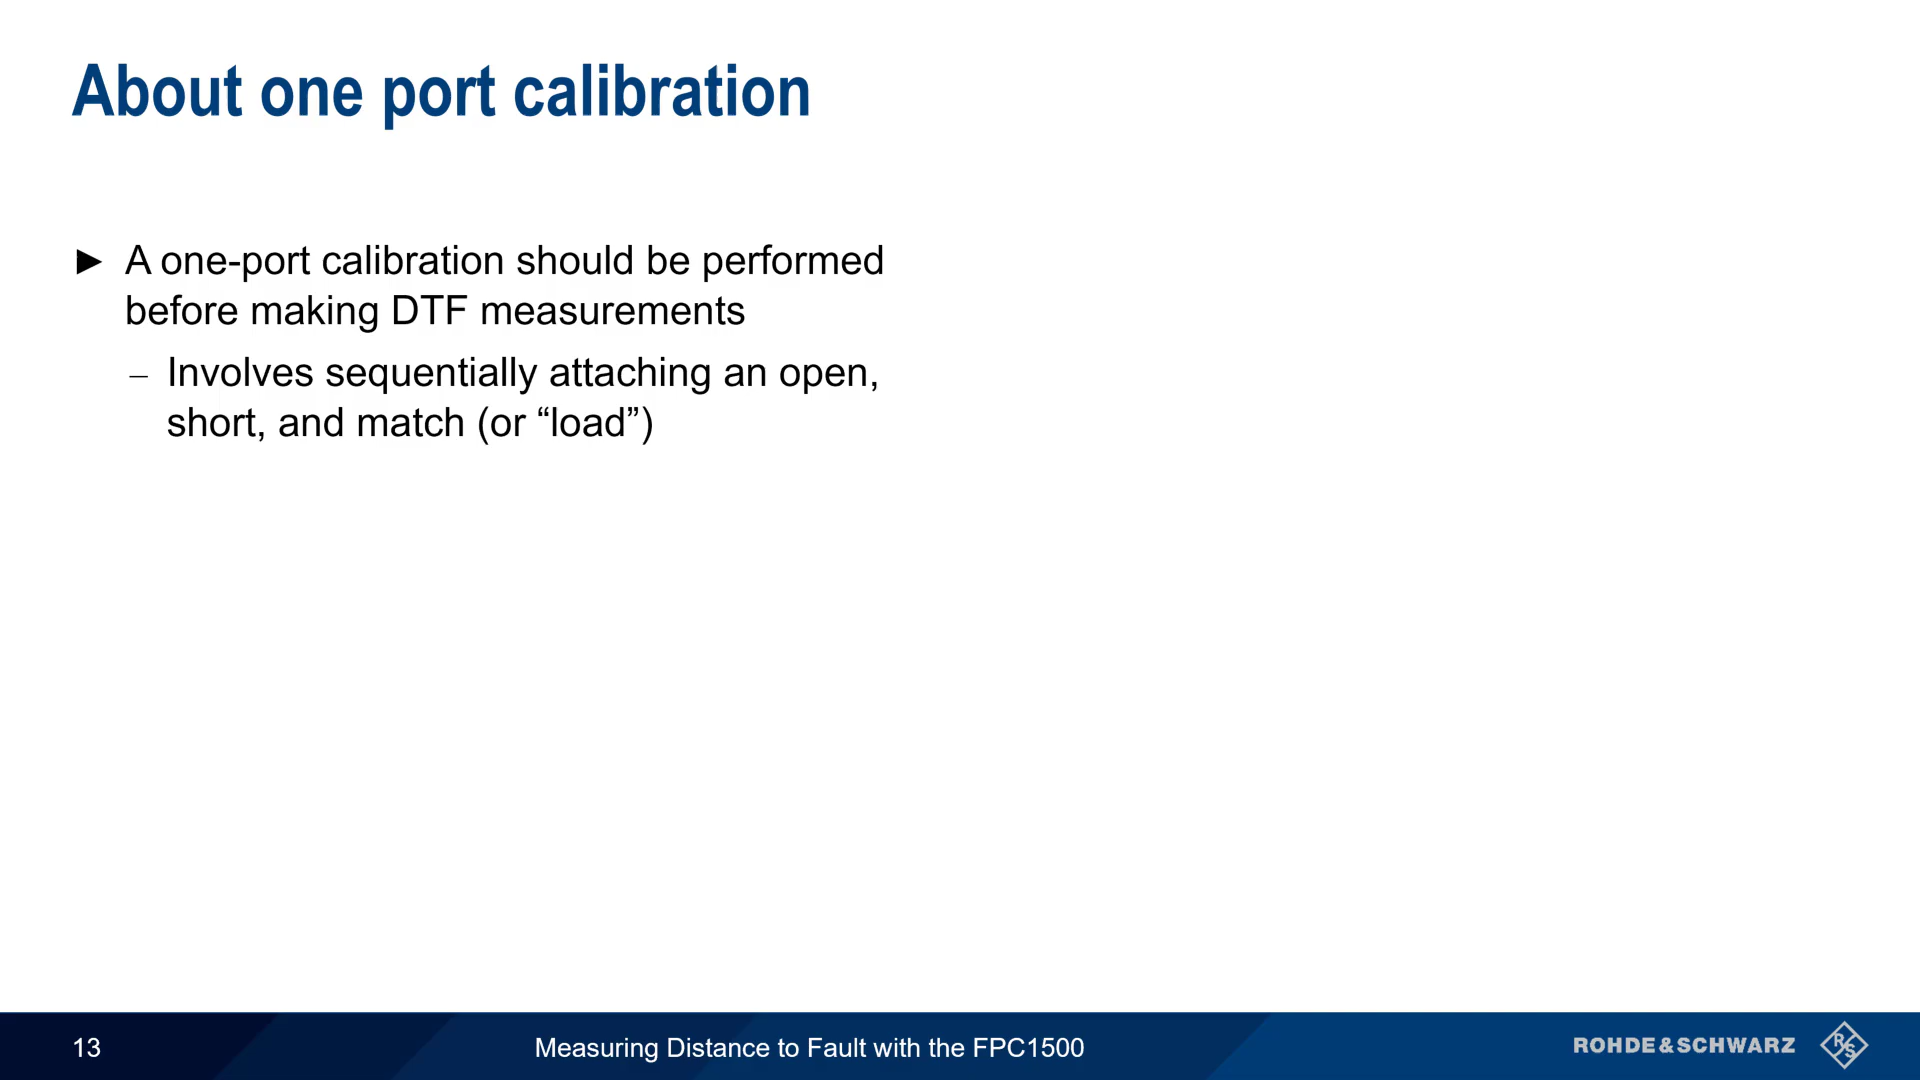 About one port calibration
► A one-port calibration should be performed
before making DTF measurements
– Involves sequentially attaching an open,
short, and match (or “load”)
13
Measuring Distance to Fault with the FPC1500
ROHDE&SCHWARZ
R&S